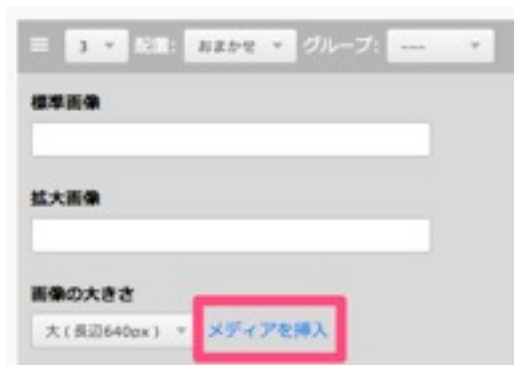 3 配置: おまかせ グループ: ---
標準画像
拡大画像
画像の大きさ
大(長辺640px) メディアを挿入